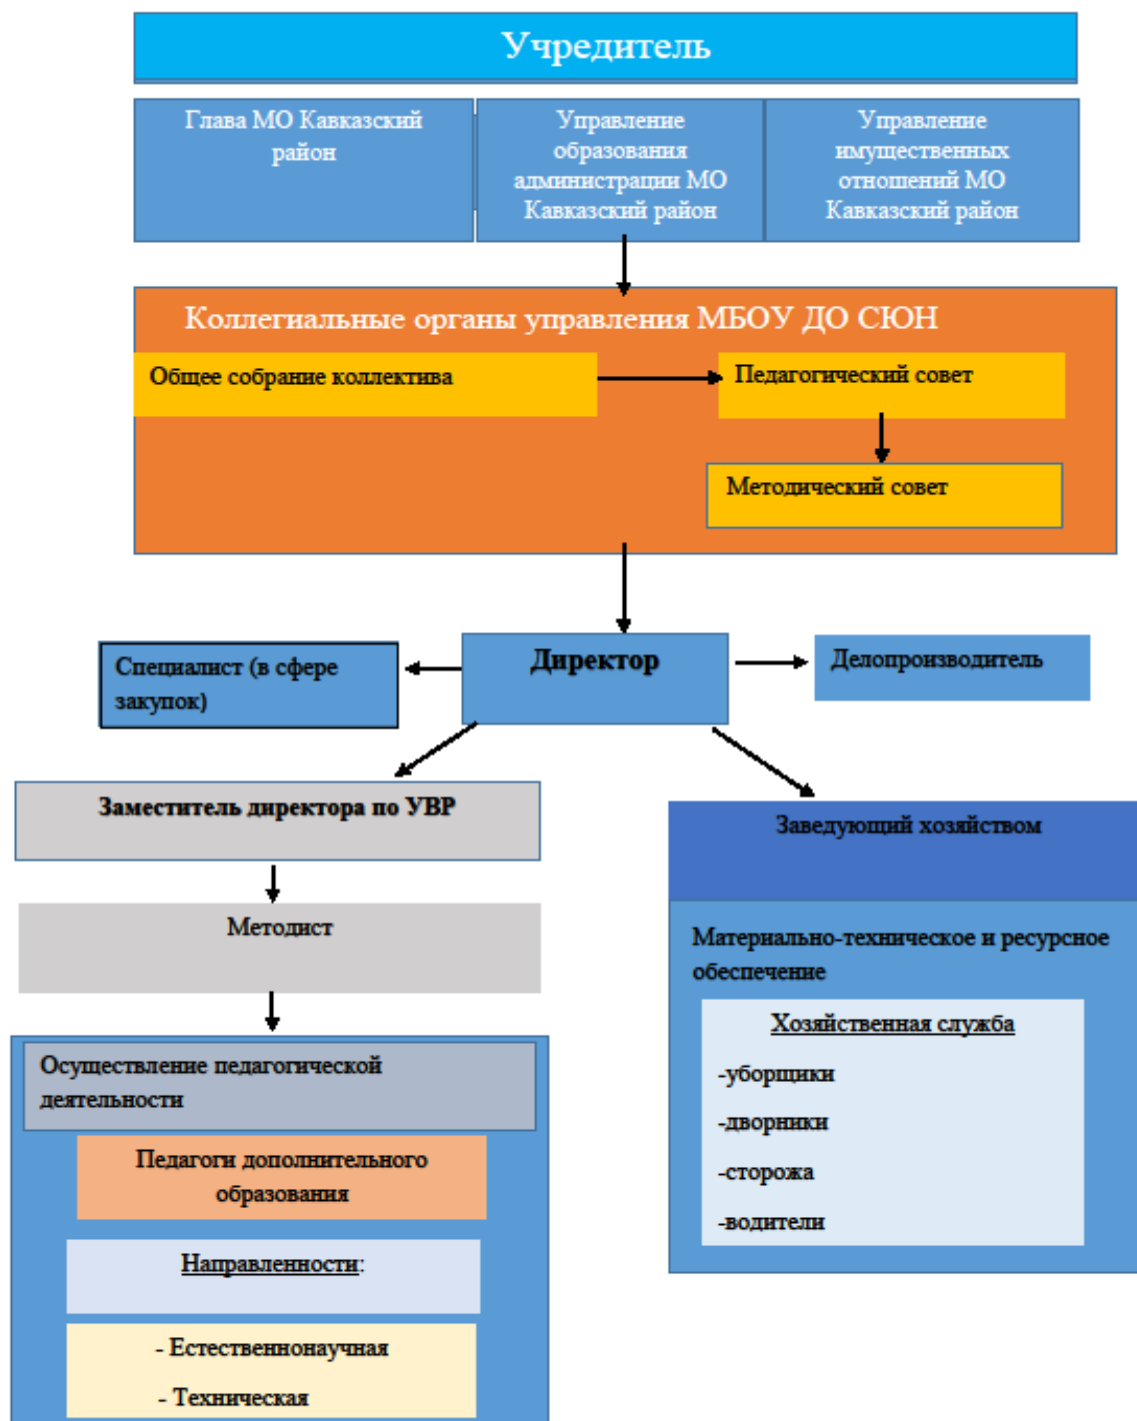 Учредитель
Глава МО Кавказский
район
Управление
образования
администрации МО
Кавказский район
Управление
имущественных
отношений МО
Кавказский район
Коллегиальные органы управления МБОУ ДО СЮН
Общее собрание коллектива
Педагогический совет
Методический совет
Директор
Специалист (в сфере
закупок)
Делопроизводитель
Заместитель директора по УВР
Методист
Осуществление педагогической
деятельности
Педагоги дополнительного
образования
Направленности:
- Естественнонаучная
- Техническая
Заведующий хозяйством
Материально-техническое и ресурсное
обеспечение
Хозяйственная служба
-уборщики
-дворники
-сторожа
-водители